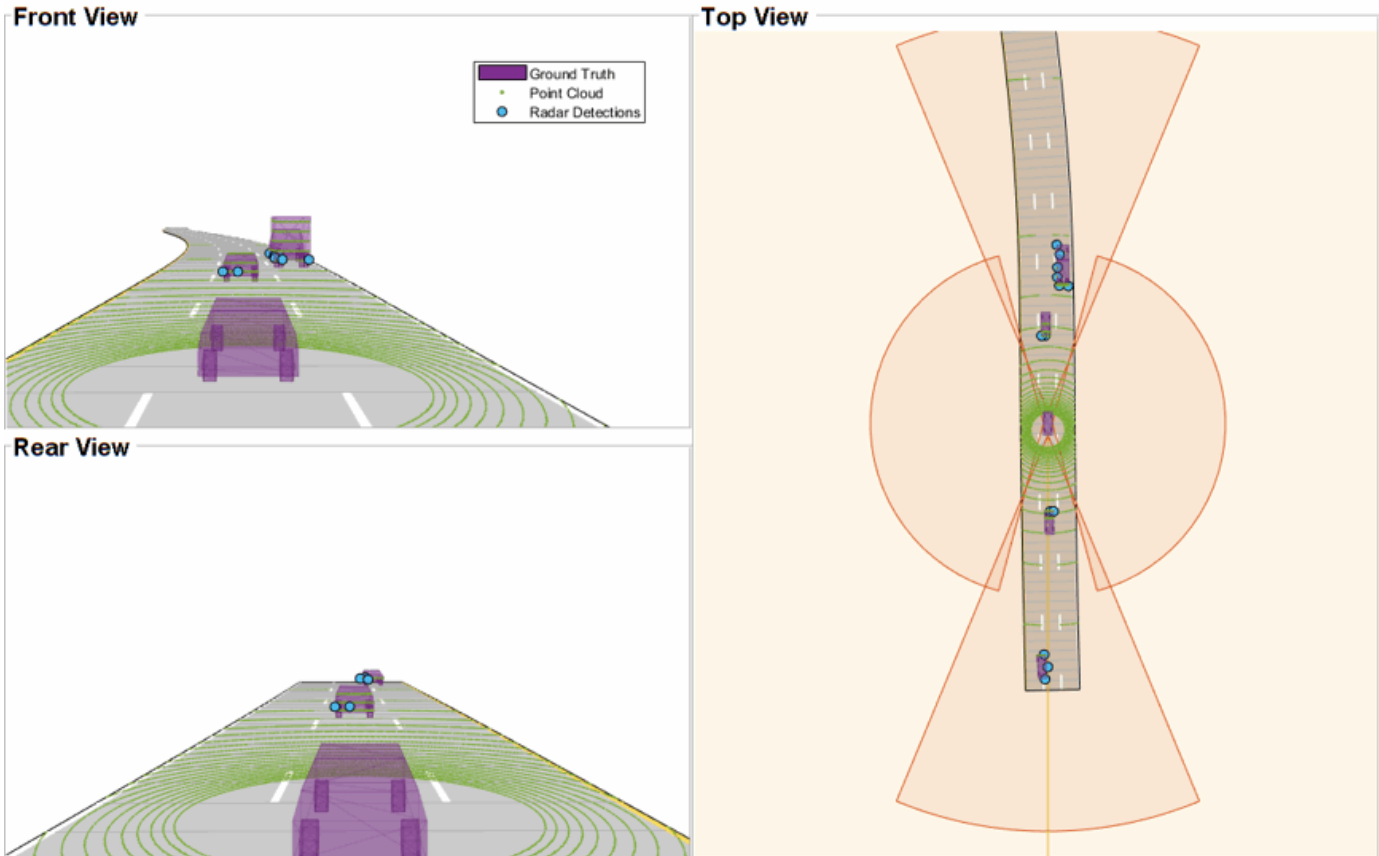 Front View
Ground Truth
Point Cloud
Radar Detections
Rear View
Top View